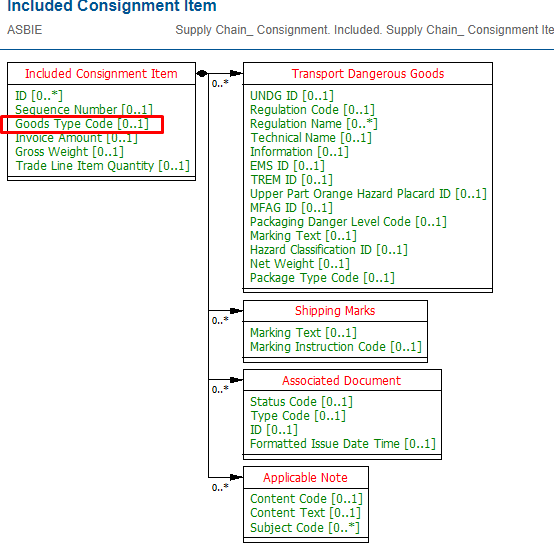 Included Consignment Item
ASBIE Supply Chain_ Consignment. Included. Supply Chain_ Consignment Ite
Included Consignment Item
ID [0..*]
Sequence Number [0..1]
Goods Type Code [0..1]
Invoice Amount [0..1]
Gross Weight [0..1]
Trade Line Item Quantity [0..1]
0..*
Transport Dangerous Goods
UNDG ID [0..1]
Regulation Code [0..1]
Regulation Name [0..*]
Technical Name [0..1]
Information [0..1]
EMS ID [0..1]
TREM ID [0..1]
Upper Part Orange Hazard Placard ID [0..1]
MFAG ID [0..1]
Packaging Danger Level Code [0..1]
Marking Text [0..1]
Hazard Classification ID [0..1]
Net Weight [0..1]
Package Type Code [0..1]
0..*
Shipping Marks
Marking Text [0..1]
Marking Instruction Code [0..1]
0..*
Associated Document
Status Code [0..1]
Type Code [0..1]
ID [0..1]
Formatted Issue Date Time [0..1]
0..*
Applicable Note
Content Code [0..1]
Content Text [0..1]
Subject Code [0..*]